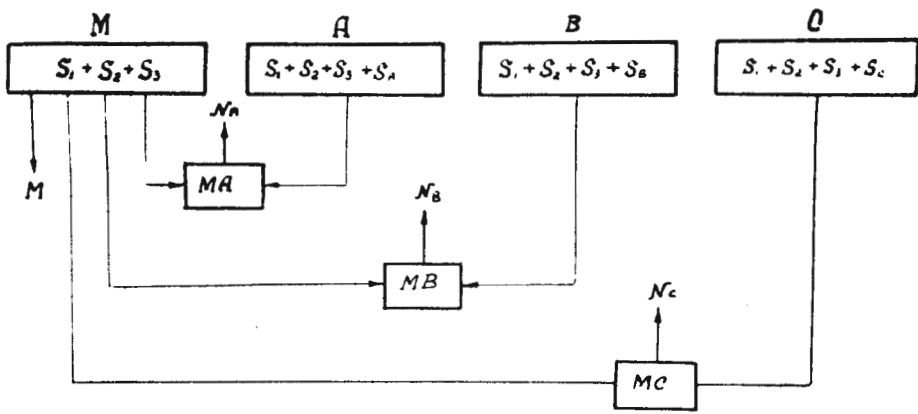 M A B C
S₁ + S₂ + S₃ S₁ + S₂ + S₃ + S_A S₁ + S₂ + S₃ + S_B S₁ + S₂ + S₃ + S_C
N_A
M MA
N_B
MB
N_C
MC